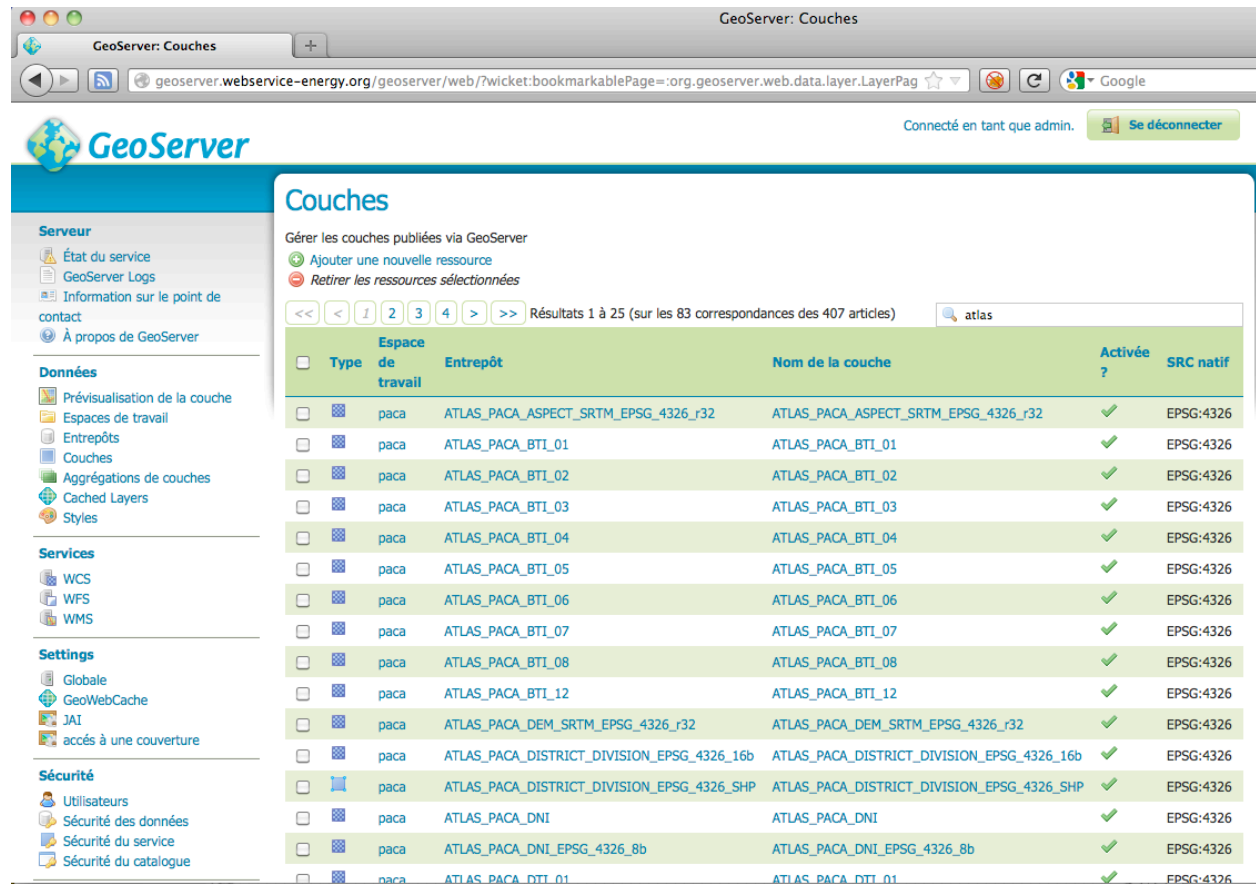 GeoServer: Couches
GeoServer: Couches
geoserver.webservice-energy.org/geoserver/web/?wicket:bookmarkablePage=:org.geoserver.web.data.layer.LayerPag
Google
GeoServer
Connecté en tant que admin.
Se déconnecter
Serveur
État du service
GeoServer Logs
Information sur le point de
contact
À propos de GeoServer
Données
Prévisualisation de la couche
Espaces de travail
Entrepôts
Couches
Aggrégations de couches
Cached Layers
Styles
Services
WCS
WFS
WMS
Settings
Globale
GeoWebCache
JAI
accés à une couverture
Sécurité
Utilisateurs
Sécurité des données
Sécurité du service
Sécurité du catalogue
Couches
Gérer les couches publiées via GeoServer
Ajouter une nouvelle ressource
Retirer les ressources sélectionnées
<< < 1 2 3 4 > >> Résultats 1 à 25 (sur les 83 correspondances des 407 articles) atlas
Type Espace de travail Entrepôt Nom de la couche Activée ? SRC natif
paca ATLAS_PACA_ASPECT_SRTM_EPSG_4326_r32 ATLAS_PACA_ASPECT_SRTM_EPSG_4326_r32 EPSG:4326
paca ATLAS_PACA_BTI_01 ATLAS_PACA_BTI_01 EPSG:4326
paca ATLAS_PACA_BTI_02 ATLAS_PACA_BTI_02 EPSG:4326
paca ATLAS_PACA_BTI_03 ATLAS_PACA_BTI_03 EPSG:4326
paca ATLAS_PACA_BTI_04 ATLAS_PACA_BTI_04 EPSG:4326
paca ATLAS_PACA_BTI_05 ATLAS_PACA_BTI_05 EPSG:4326
paca ATLAS_PACA_BTI_06 ATLAS_PACA_BTI_06 EPSG:4326
paca ATLAS_PACA_BTI_07 ATLAS_PACA_BTI_07 EPSG:4326
paca ATLAS_PACA_BTI_08 ATLAS_PACA_BTI_08 EPSG:4326
paca ATLAS_PACA_BTI_12 ATLAS_PACA_BTI_12 EPSG:4326
paca ATLAS_PACA_DEM_SRTM_EPSG_4326_r32 ATLAS_PACA_DEM_SRTM_EPSG_4326_r32 EPSG:4326
paca ATLAS_PACA_DISTRICT_DIVISION_EPSG_4326_16b ATLAS_PACA_DISTRICT_DIVISION_EPSG_4326_16b EPSG:4326
paca ATLAS_PACA_DISTRICT_DIVISION_EPSG_4326_SHP ATLAS_PACA_DISTRICT_DIVISION_EPSG_4326_SHP EPSG:4326
paca ATLAS_PACA_DNI ATLAS_PACA_DNI EPSG:4326
paca ATLAS_PACA_DNI_EPSG_4326_8b ATLAS_PACA_DNI_EPSG_4326_8b EPSG:4326
paca ATLAS_PACA_DTI_01 ATLAS_PACA_DTI_01 EPSG:4326